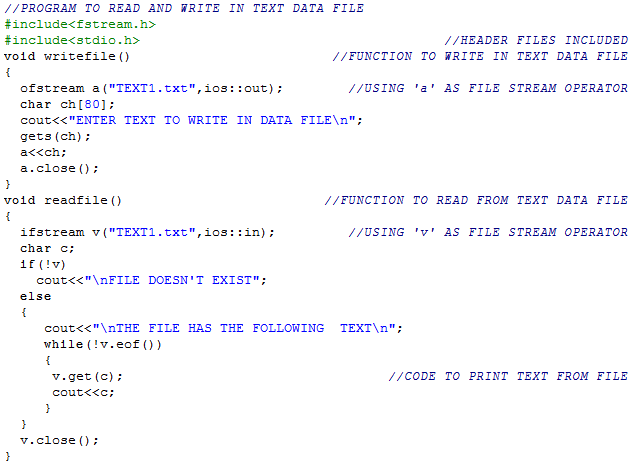 //PROGRAM TO READ AND WRITE IN TEXT DATA FILE
#include<fstream.h>
#include<stdio.h> //HEADER FILES INCLUDED
void writefile() //FUNCTION TO WRITE IN TEXT DATA FILE
{
ofstream a("TEXT1.txt",ios::out); //USING 'a' AS FILE STREAM OPERATOR
char ch[80];
cout<<"ENTER TEXT TO WRITE IN DATA FILE\n";
gets(ch);
a<<ch;
a.close();
}
void readfile() //FUNCTION TO READ FROM TEXT DATA FILE
{
ifstream v("TEXT1.txt",ios::in); //USING 'v' AS FILE STREAM OPERATOR
char c;
if(!v)
cout<<"\nFILE DOESN'T EXIST";
else
{
cout<<"\nTHE FILE HAS THE FOLLOWING  TEXT\n";
while(!v.eof())
{
v.get(c); //CODE TO PRINT TEXT FROM FILE
cout<<c;
}
}
v.close();
}